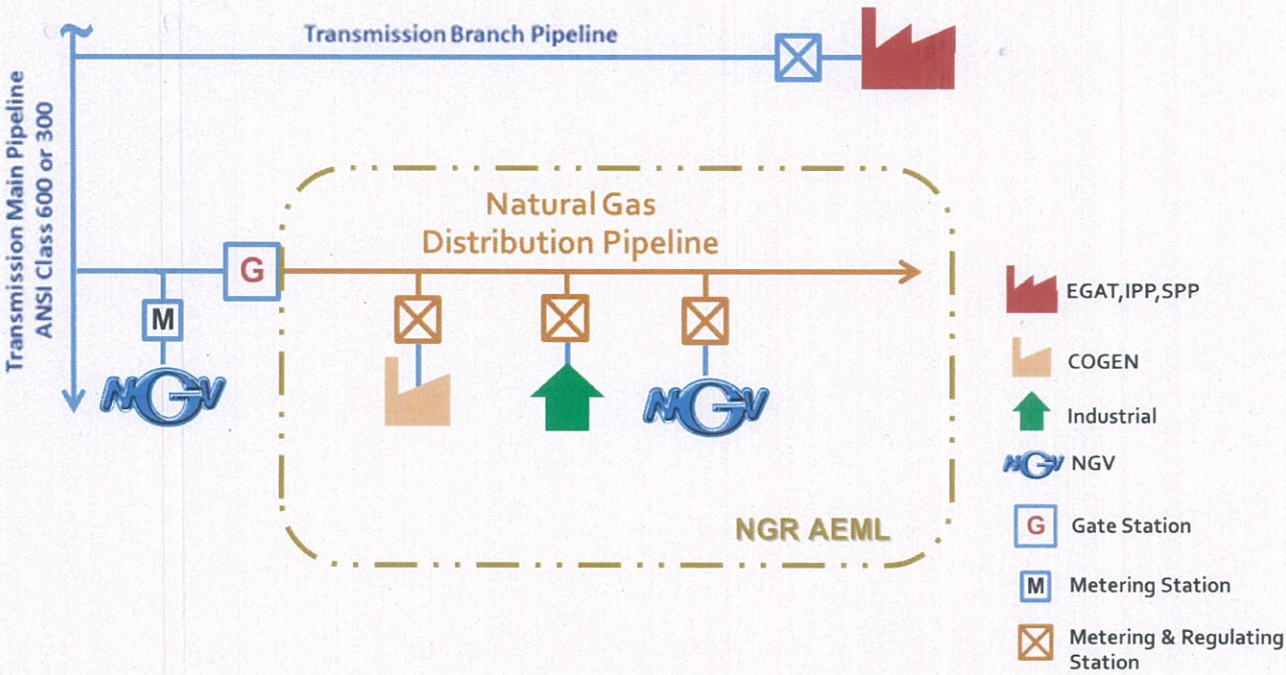 Transmission Branch Pipeline
Transmission Main Pipeline
ANSI Class 600 or 300
Natural Gas
Distribution Pipeline
G
M
NGV
NGV
NGR AEML
EGAT,IPP,SPP
COGEN
Industrial
NGV NGV
G Gate Station
M Metering Station
Metering & Regulating
Station